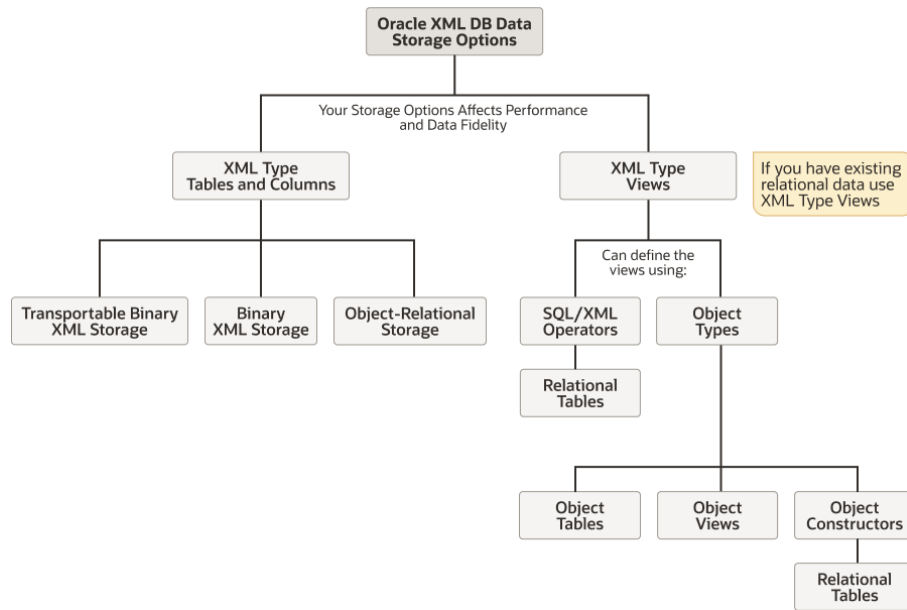 Oracle XML DB Data
Storage Options
Your Storage Options Affects Performance
and Data Fidelity
XML Type
Tables and Columns
XML Type
Views
If you have existing
relational data use
XML Type Views
Can define the
views using:
Transportable Binary
XML Storage
Binary
XML Storage
Object-Relational
Storage
SQL/XML
Operators
Object
Types
Relational
Tables
Object
Tables
Object
Views
Object
Constructors
Relational
Tables